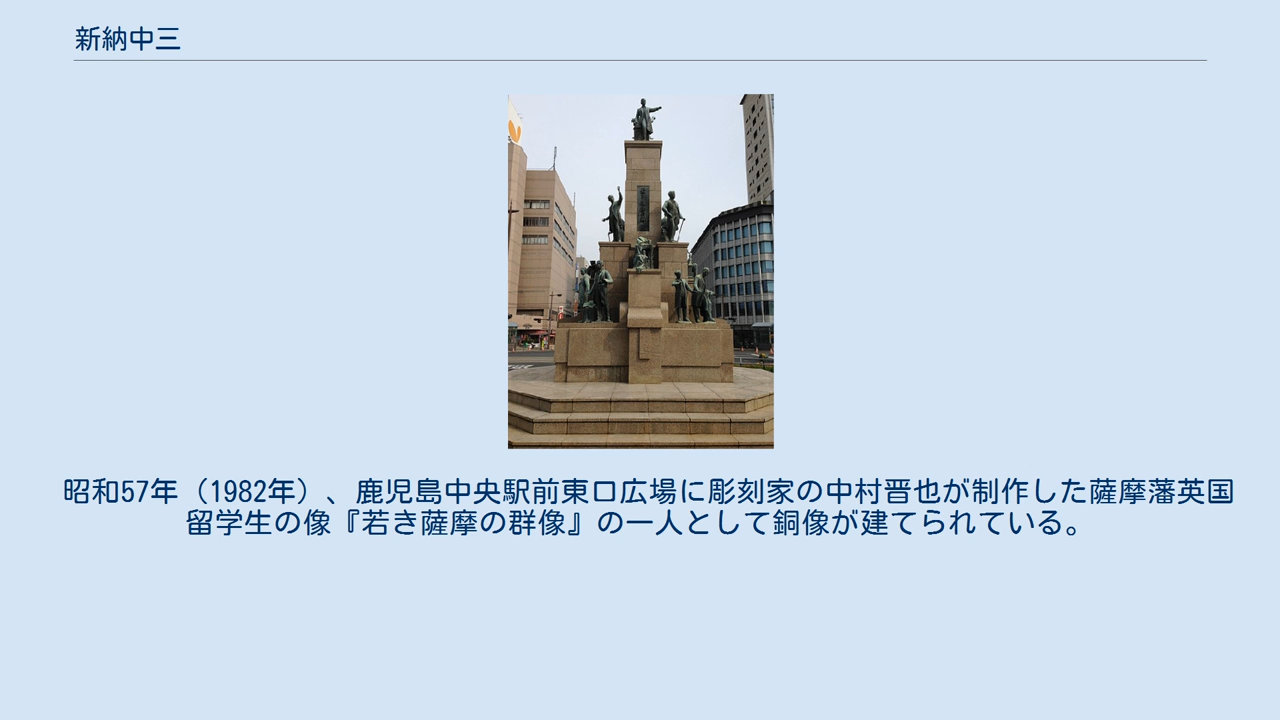 新納中三
昭和57年（1982年）、鹿児島中央駅前東口広場に彫刻家の中村晋也が制作した薩摩藩英国
留学生の像『若き薩摩の群像』の一人として銅像が建てられている。